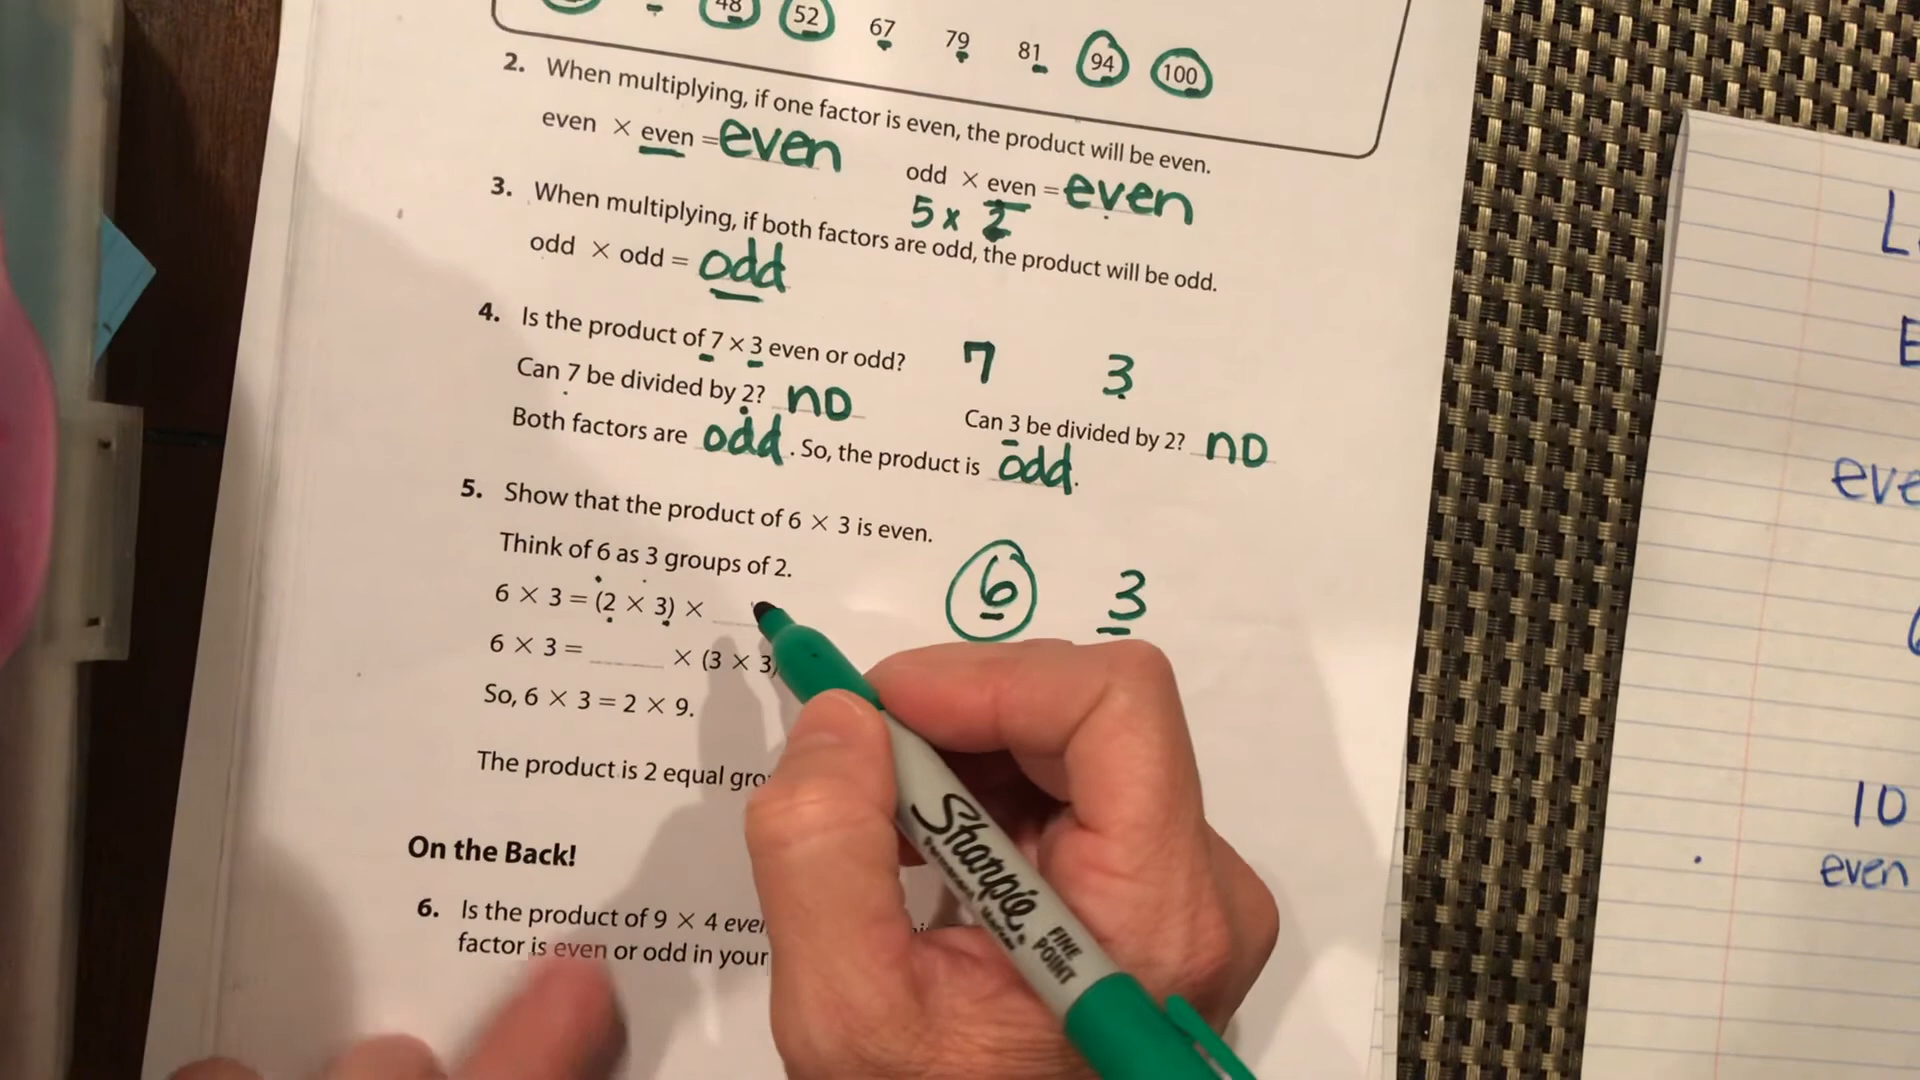 48 52 67 79 81 94 100
2. When multiplying, if one factor is even, the product will be even.
even × even = even
odd × even = even
5 x 2
3. When multiplying, if both factors are odd, the product will be odd.
odd × odd = odd
4. Is the product of 7 × 3 even or odd?
7 3
Can 7 be divided by 2? no
Can 3 be divided by 2? no
Both factors are odd. So, the product is odd.
5. Show that the product of 6 × 3 is even.
Think of 6 as 3 groups of 2.
6 3
6 × 3 = (2 × 3) ×
6 × 3 = × (3 × 3)
So, 6 × 3 = 2 × 9.
The product is 2 equal
On the Back!
6. Is the product of 9 × 4
factor is even or odd in your
Sharpie
Permanent Marker
FINE
POINT
L
E
eve
10
even